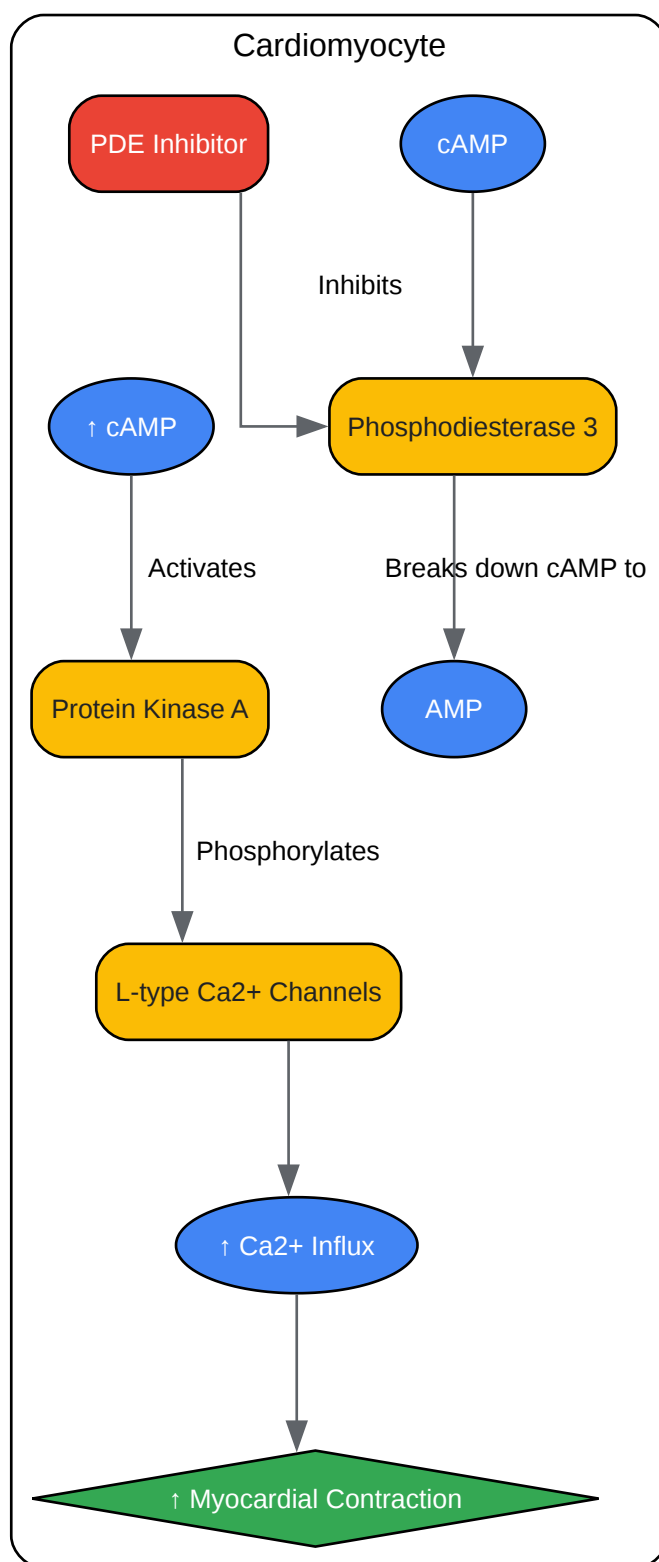 Cardiomyocyte
PDE Inhibitor
cAMP
Inhibits
↑ cAMP
Phosphodiesterase 3
Activates
Breaks down cAMP to
Protein Kinase A
AMP
Phosphorylates
L-type Ca2+ Channels
↑ Ca2+ Influx
↑ Myocardial Contraction